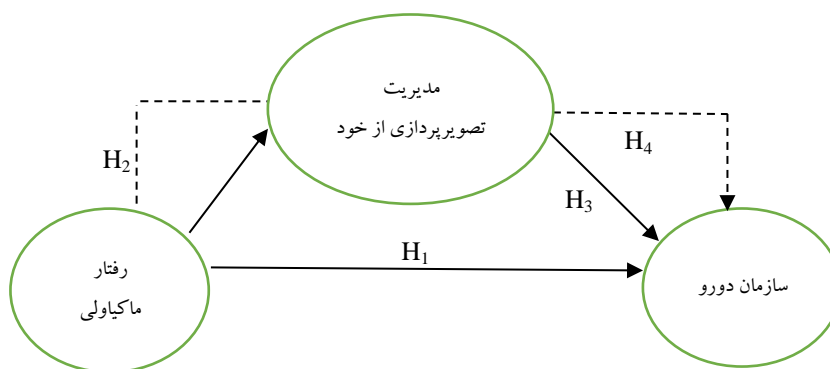 مدیریت
تصویرپردازی از خود
H₂
H₄
H₃
H₁
رفتار
ماکیاولی
سازمان دورو